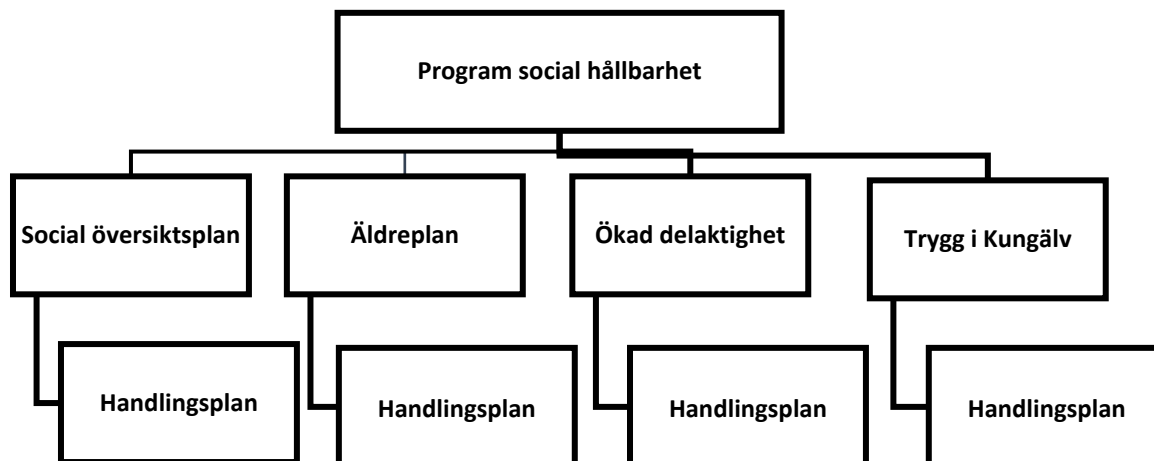 Program social hållbarhet
Social översiktsplan
Äldreplan
Ökad delaktighet
Trygg i Kungälv
Handlingsplan
Handlingsplan
Handlingsplan
Handlingsplan